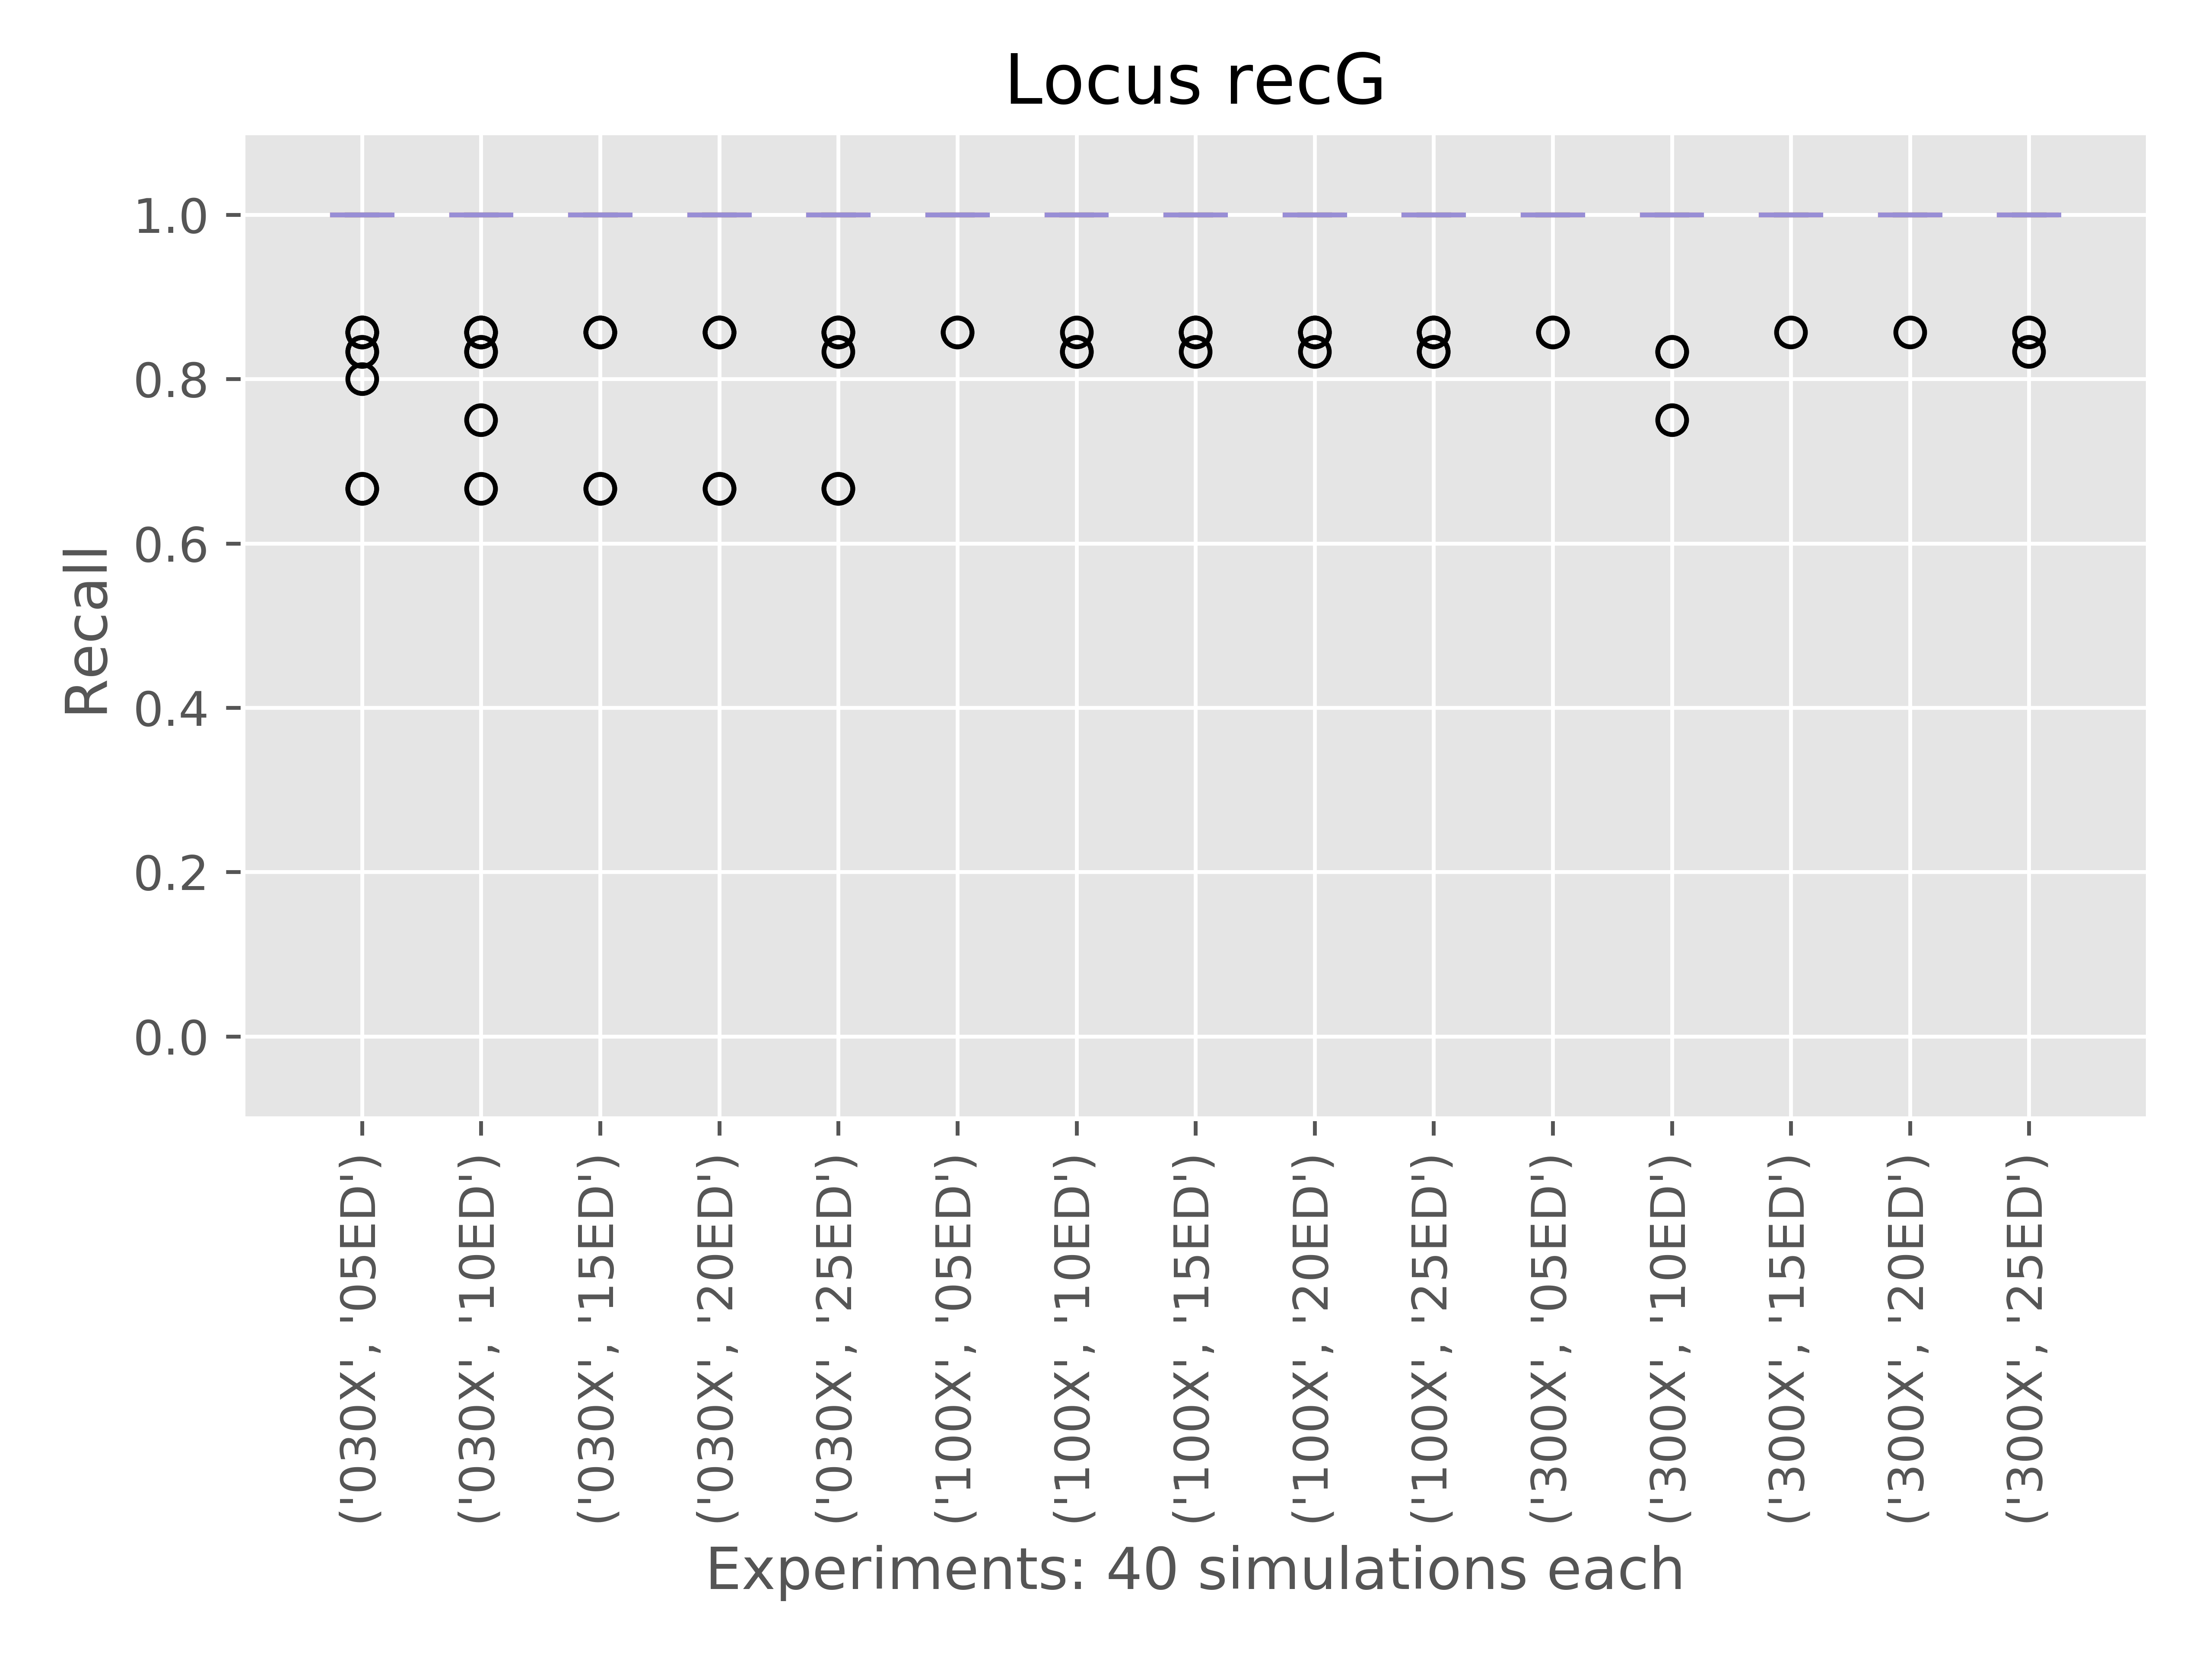 Locus recG
Recall
1.0
0.8
0.6
0.4
0.2
0.0
('030X', '05ED')
('030X', '10ED')
('030X', '15ED')
('030X', '20ED')
('030X', '25ED')
('100X', '05ED')
('100X', '10ED')
('100X', '15ED')
('100X', '20ED')
('100X', '25ED')
('300X', '05ED')
('300X', '10ED')
('300X', '15ED')
('300X', '20ED')
('300X', '25ED')
Experiments: 40 simulations each